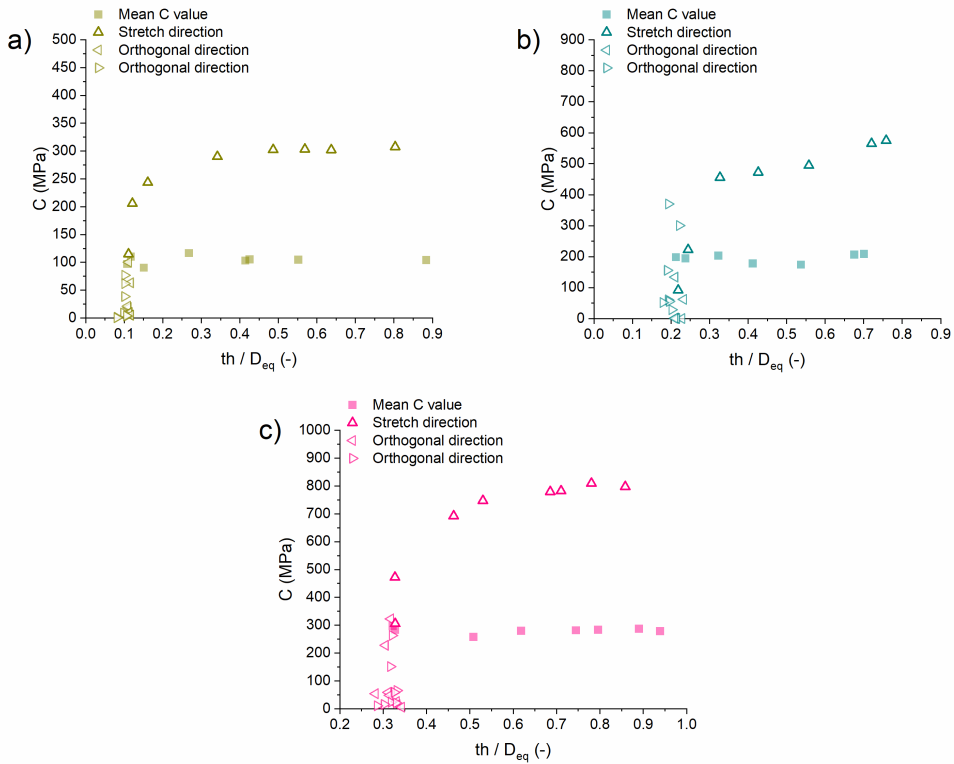 a)
Mean C value
Stretch direction
Orthogonal direction
Orthogonal direction
500
450
400
350
300
250
200
150
100
50
0
C (MPa)
0.0 0.1 0.2 0.3 0.4 0.5 0.6 0.7 0.8 0.9
th / Deq (-)
b)
Mean C value
Stretch direction
Orthogonal direction
Orthogonal direction
900
800
700
600
500
400
300
200
100
0
C (MPa)
0.0 0.1 0.2 0.3 0.4 0.5 0.6 0.7 0.8 0.9
th / Deq (-)
c)
Mean C value
Stretch direction
Orthogonal direction
Orthogonal direction
1000
900
800
700
600
500
400
300
200
100
0
C (MPa)
0.2 0.3 0.4 0.5 0.6 0.7 0.8 0.9 1.0
th / Deq (-)